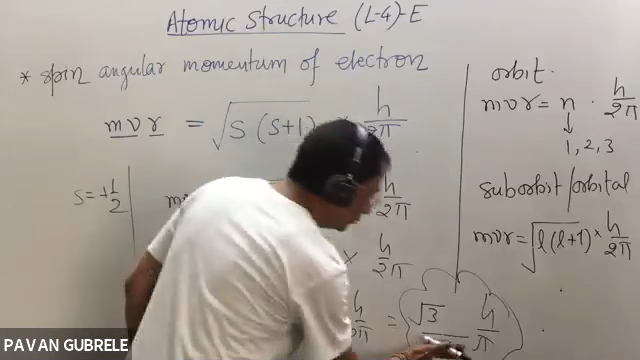 Atomic Structure (L-4)-E
* spin angular momentum of electron
mvr = √s(s+1) × h/2π
s = +1/2
h/2π
× h/2π
h/2π = √3 h/π
orbit.
mvr = n · h/2π
↓
1, 2, 3
suborbit/orbital
mvr = √l(l+1) × h/2π
PAVAN GUBRELE